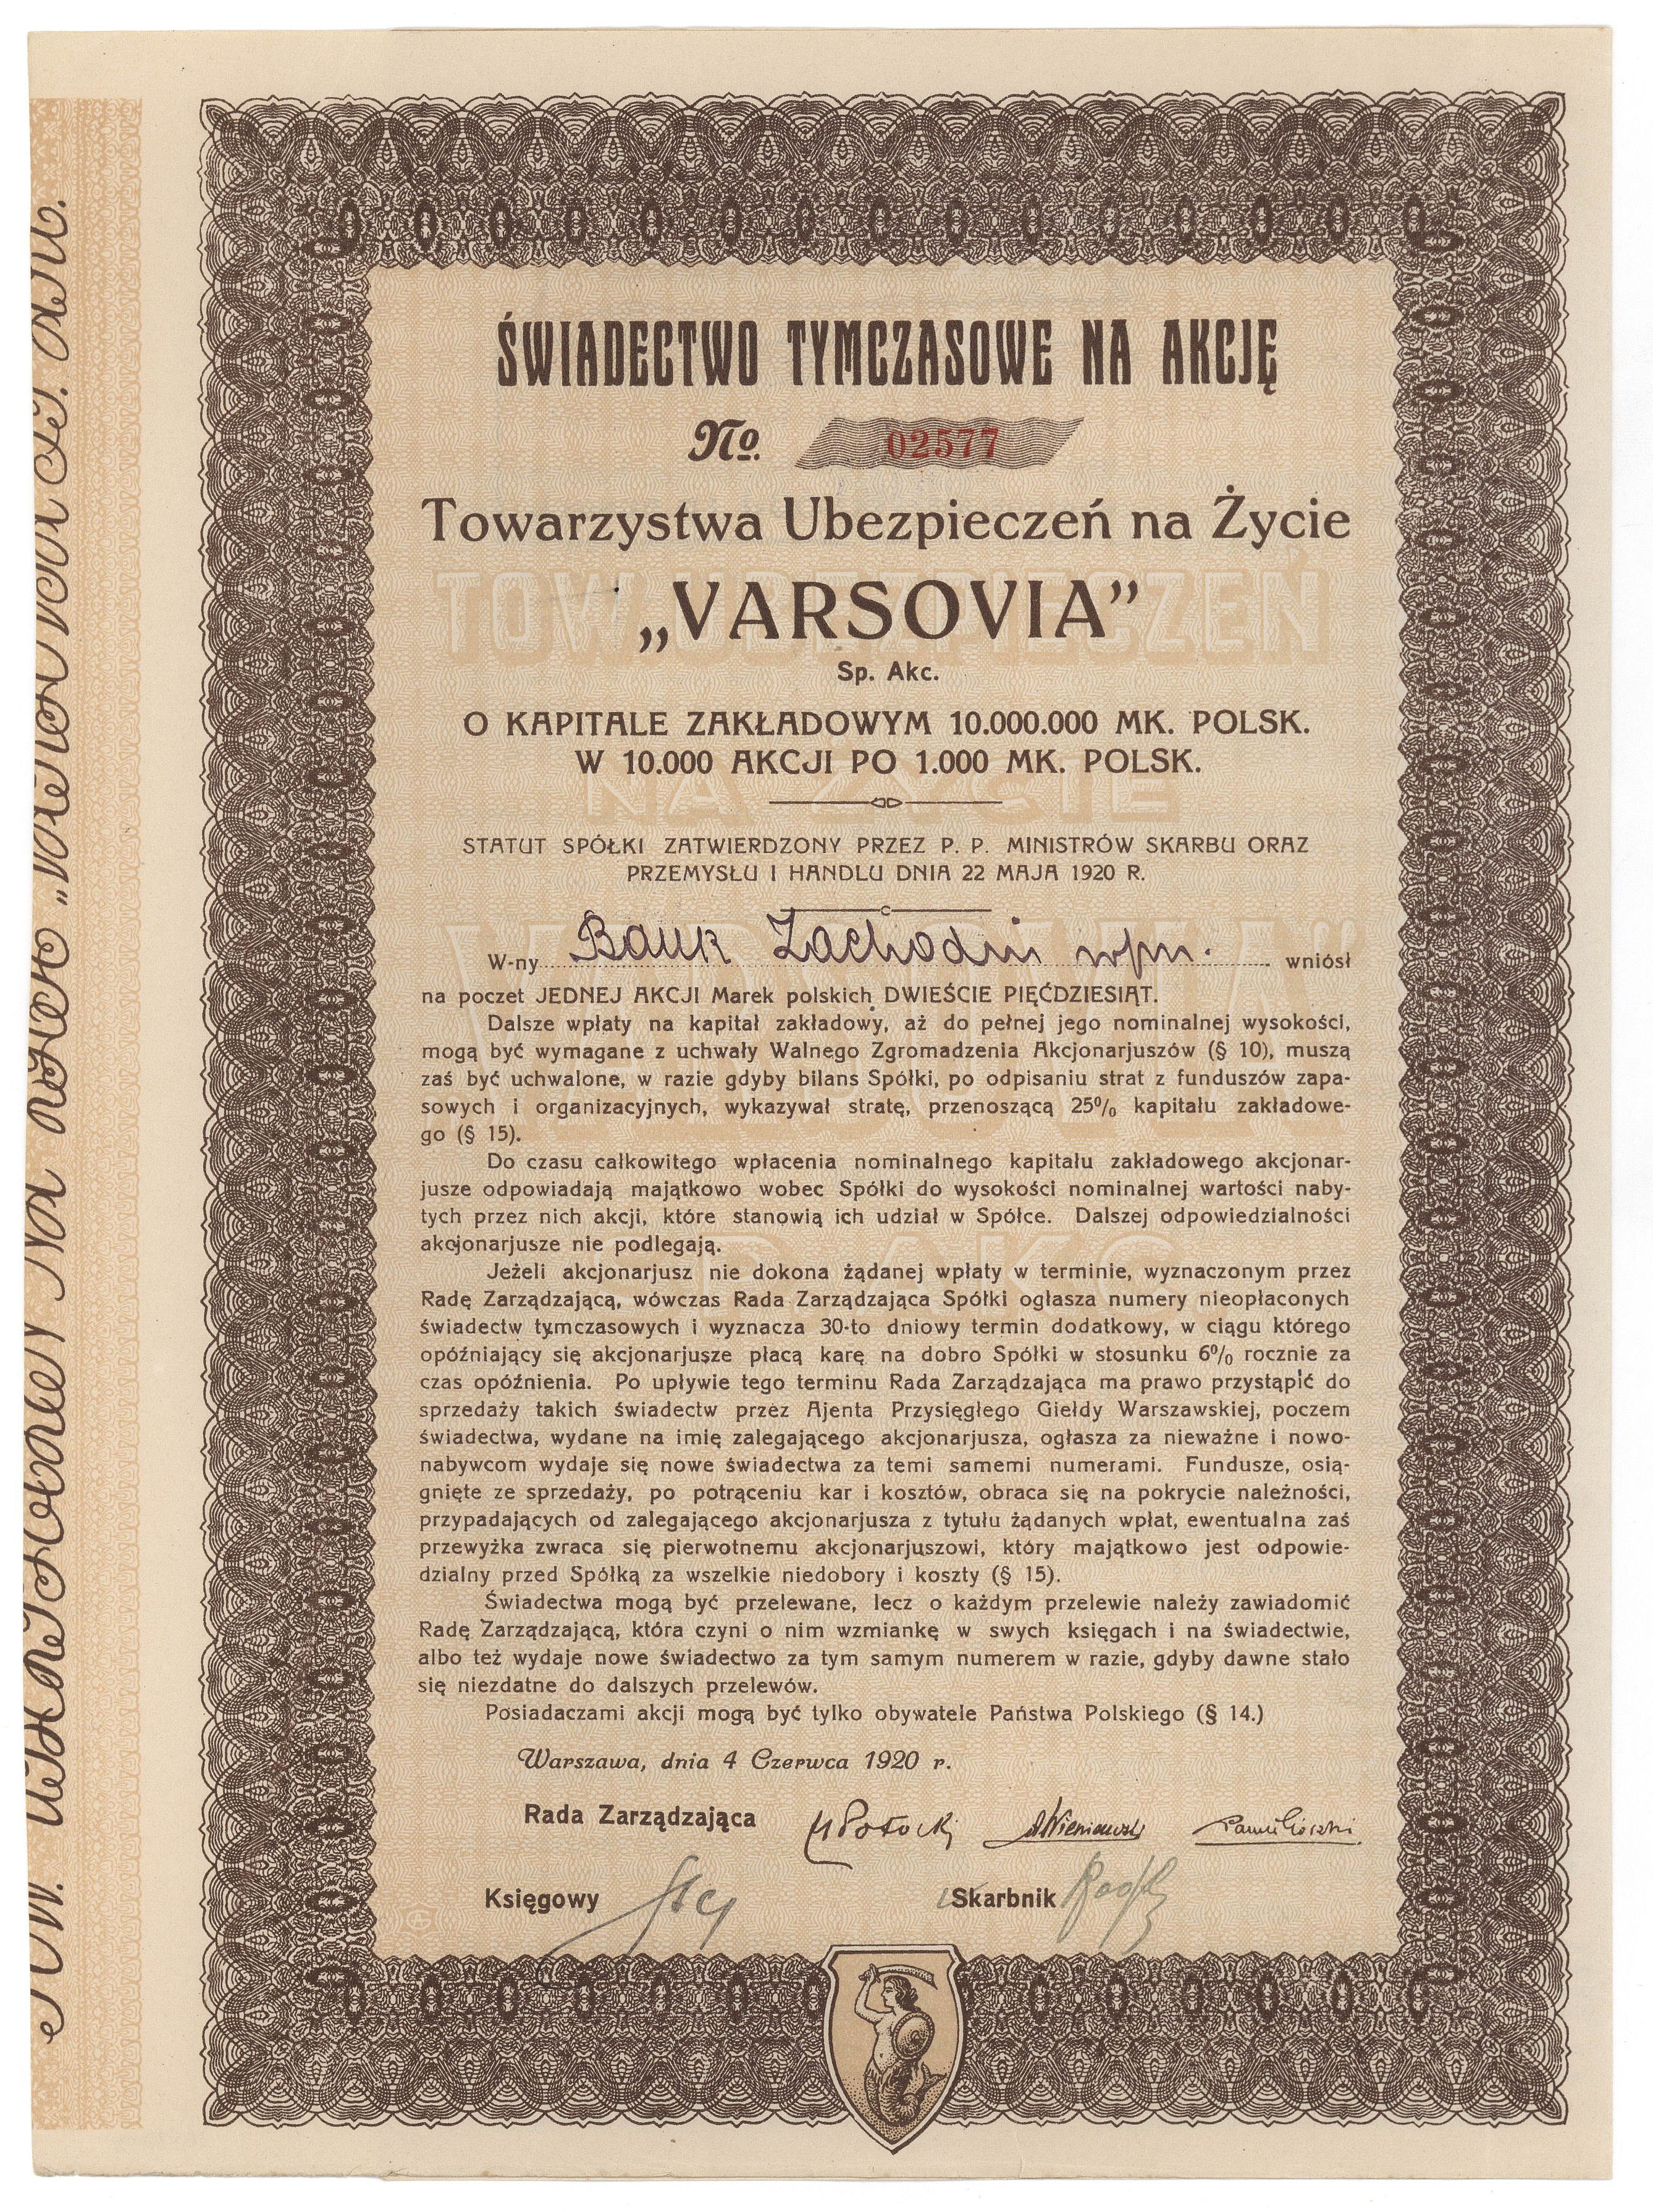 ŚWIADECTWO TYMCZASOWE NA AKCJĘ
No. 02577
Towarzystwa Ubezpieczeń na Życie
„VARSOVIA”
Sp. Akc.
O KAPITALE ZAKŁADOWYM 10.000.000 MK. POLSK.
W 10.000 AKCJI PO 1.000 MK. POLSK.
STATUT SPÓŁKI ZATWIERDZONY PRZEZ P. P. MINISTRÓW SKARBU ORAZ
PRZEMYSŁU I HANDLU DNIA 22 MAJA 1920 R.
W-ny Bank Zachodni wpm. wniósł
na poczet JEDNEJ AKCJI Marek polskich DWIEŚCIE PIĘĆDZIESIĄT.
Dalsze wpłaty na kapitał zakładowy, aż do pełnej jego nominalnej wysokości,
mogą być wymagane z uchwały Walnego Zgromadzenia Akcjonarjuszów (§ 10), muszą
zaś być uchwalone, w razie gdyby bilans Spółki, po odpisaniu strat z funduszów zapa-
sowych i organizacyjnych, wykazywał stratę, przenoszącą 25% kapitału zakładowe-
go (§ 15).
Do czasu całkowitego wpłacenia nominalnego kapitału zakładowego akcjonar-
jusze odpowiadają majątkowo wobec Spółki do wysokości nominalnej wartości naby-
tych przez nich akcji, które stanowią ich udział w Spółce. Dalszej odpowiedzialności
akcjonarjusze nie podlegają.
Jeżeli akcjonarjusz nie dokona żądanej wpłaty w terminie, wyznaczonym przez
Radę Zarządzającą, wówczas Rada Zarządzająca Spółki ogłasza numery nieopłaconych
świadectw tymczasowych i wyznacza 30-to dniowy termin dodatkowy, w ciągu którego
opóźniający się akcjonarjusze płacą karę na dobro Spółki w stosunku 6% rocznie za
czas opóźnienia. Po upływie tego terminu Rada Zarządzająca ma prawo przystąpić do
sprzedaży takich świadectw przez Ajenta Przysięgłego Giełdy Warszawskiej, poczem
świadectwa, wydane na imię zalegającego akcjonarjusza, ogłasza za nieważne i nowo-
nabywcom wydaje się nowe świadectwa za temi samemi numerami. Fundusze, osią-
gnięte ze sprzedaży, po potrąceniu kar i kosztów, obraca się na pokrycie należności,
przypadających od zalegającego akcjonarjusza z tytułu żądanych wpłat, ewentualna zaś
przewyżka zwraca się pierwotnemu akcjonarjuszowi, który majątkowo jest odpowie-
dzialny przed Spółką za wszelkie niedobory i koszty (§ 15).
Świadectwa mogą być przelewane, lecz o każdym przelewie należy zawiadomić
Radę Zarządzającą, która czyni o nim wzmiankę w swych księgach i na świadectwie,
albo też wydaje nowe świadectwo za tym samym numerem w razie, gdyby dawne stało
się niezdatne do dalszych przelewów.
Posiadaczami akcji mogą być tylko obywatele Państwa Polskiego (§ 14.)
Warszawa, dnia 4 Czerwca 1920 r.
Rada Zarządzająca
Księgowy Skarbnik
TOW. UBEZPIECZEŃ
NA ŻYCIE
„VARSOVIA”
SP. AKC.